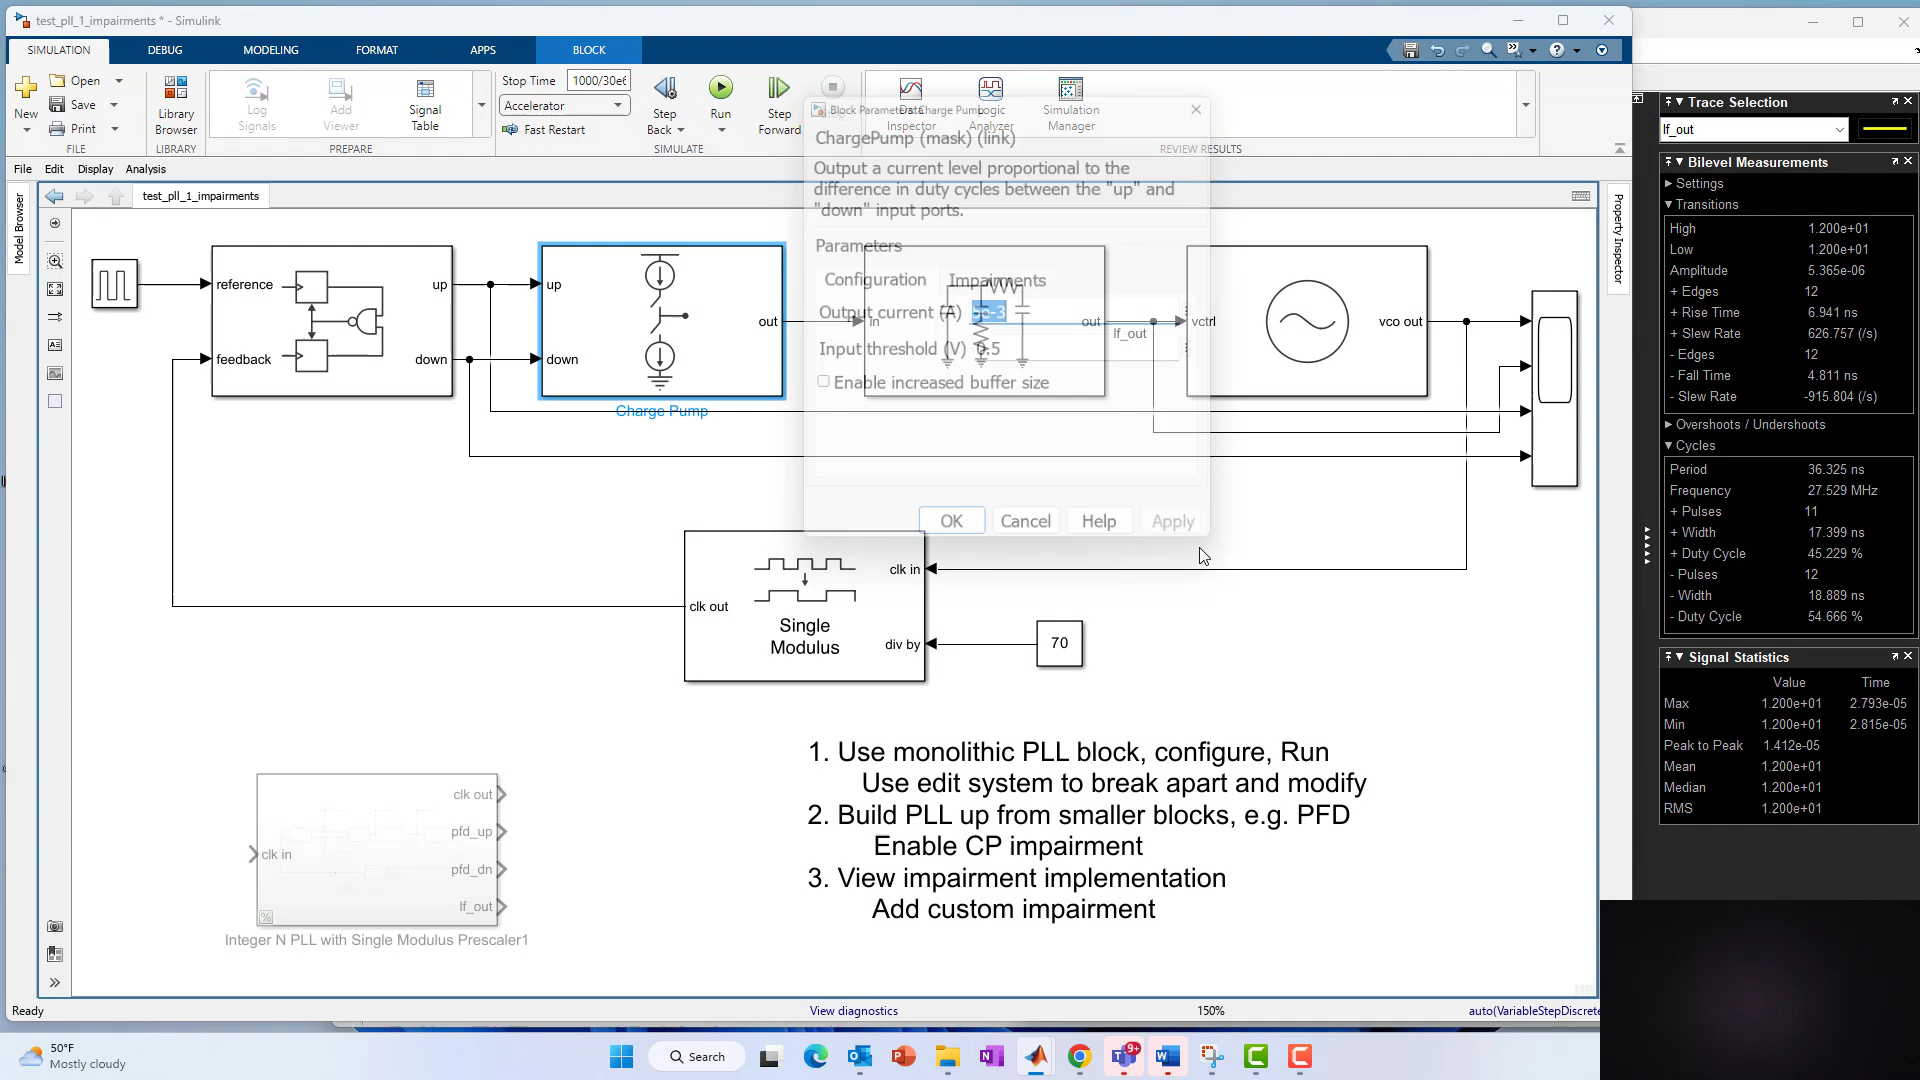 test_pll_1_impairments * - Simulink
SIMULATION
DEBUG
MODELING
FORMAT
APPS
BLOCK
New
Open
Save
Print
FILE
Library
Browser
LIBRARY
Log
Signals
Add
Viewer
Signal
Table
PREPARE
Stop Time
1000/30e6
Accelerator
Fast Restart
Step
Back
Run
Step
Forward
SIMULATE
Data
Inspector
Logic
Analyzer
Simulation
Manager
REVIEW RESULTS
File Edit Display Analysis
Model Browser
test_pll_1_impairments
Property Inspector
Block Parameters: Charge Pump
ChargePump (mask) (link)
Output a current level proportional to the
difference in duty cycles between the "up" and
"down" input ports.
Parameters
Configuration
Impairments
Output current (A)
Input threshold (V) 0.5
Enable increased buffer size
OK
Cancel
Help
Apply
reference
feedback
up
down
up
down
out
Charge Pump
in
out
lf_out
vctrl
vco out
clk in
clk out
Single
Modulus
div by
70
clk out
pfd_up
clk in
pfd_dn
lf_out
Integer N PLL with Single Modulus Prescaler1
1. Use monolithic PLL block, configure, Run
Use edit system to break apart and modify
2. Build PLL up from smaller blocks, e.g. PFD
Enable CP impairment
3. View impairment implementation
Add custom impairment
Ready
View diagnostics
150%
auto(VariableStepDiscrete
Trace Selection
lf_out
Bilevel Measurements
Settings
Transitions
High 1.200e+01
Low 1.200e+01
Amplitude 5.365e-06
+ Edges 12
+ Rise Time 6.941 ns
+ Slew Rate 626.757 (/s)
- Edges 12
- Fall Time 4.811 ns
- Slew Rate -915.804 (/s)
Overshoots / Undershoots
Cycles
Period 36.325 ns
Frequency 27.529 MHz
+ Pulses 11
+ Width 17.399 ns
+ Duty Cycle 45.229 %
- Pulses 12
- Width 18.889 ns
- Duty Cycle 54.666 %
Signal Statistics
Value Time
Max 1.200e+01 2.793e-05
Min 1.200e+01 2.815e-05
Peak to Peak 1.412e-05
Mean 1.200e+01
Median 1.200e+01
RMS 1.200e+01
50°F
Mostly cloudy
Search
9+